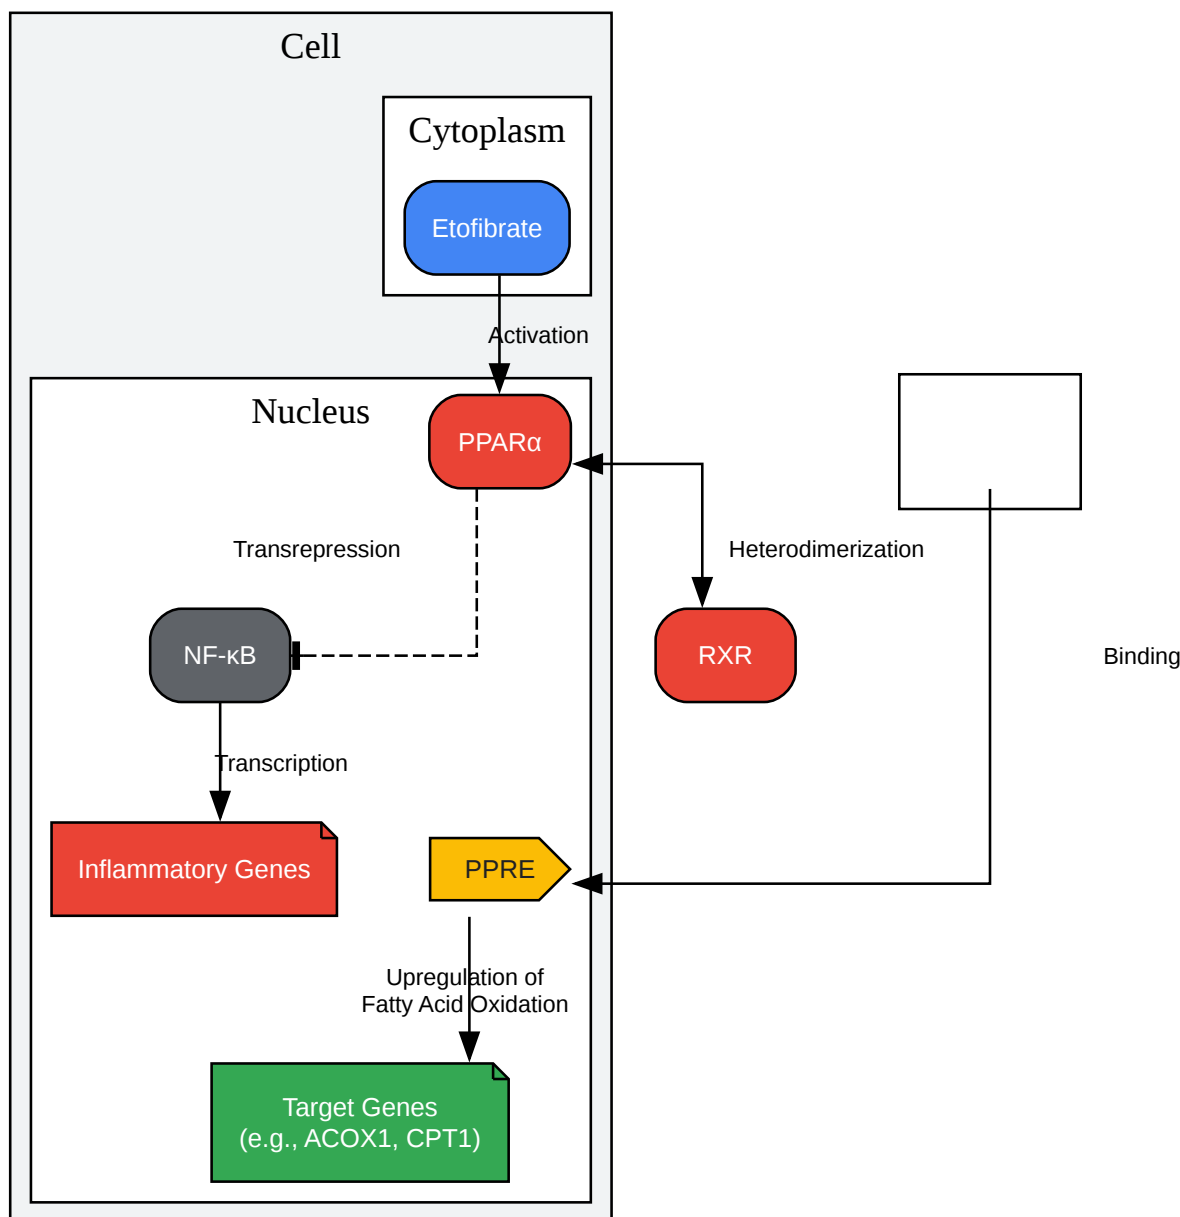 Cell
Cytoplasm
Etofibrate
Activation
Nucleus
PPARα
Transrepression
Heterodimerization
NF-κB
RXR
Binding
Transcription
Inflammatory Genes
PPRE
Upregulation of
Fatty Acid Oxidation
Target Genes
(e.g., ACOX1, CPT1)